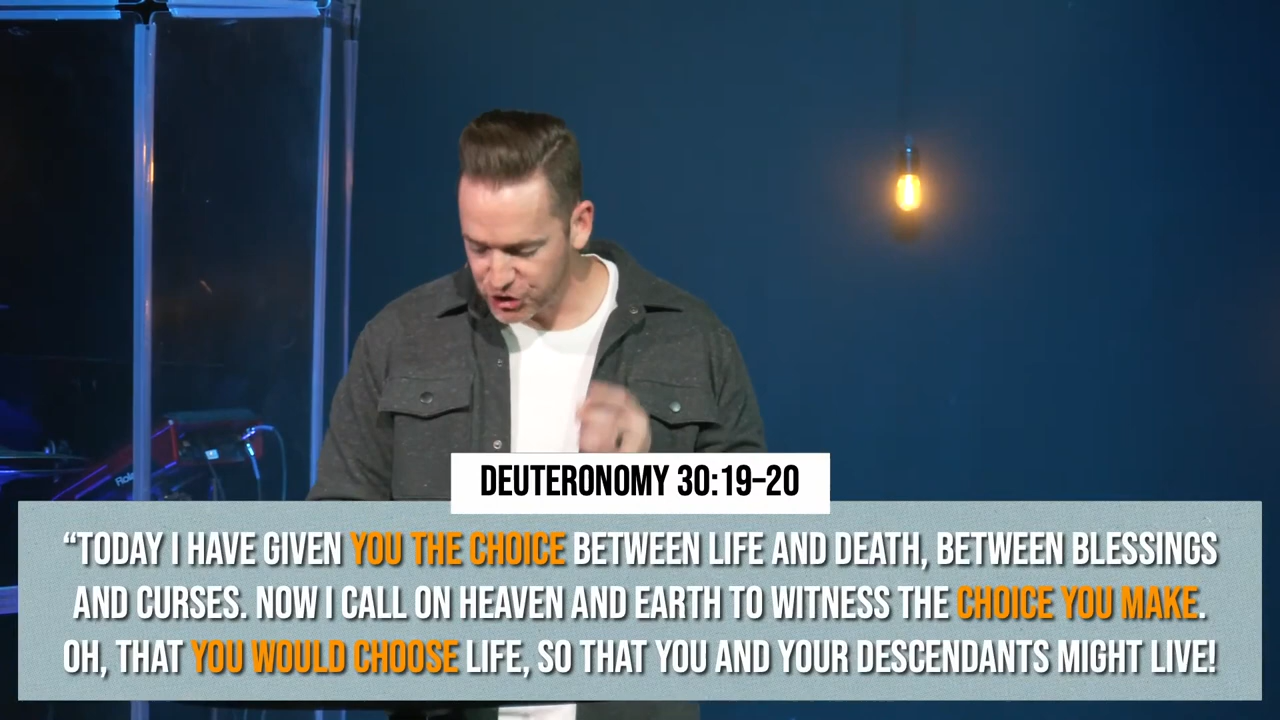 Roland
DEUTERONOMY 30:19–20
“TODAY I HAVE GIVEN YOU THE CHOICE BETWEEN LIFE AND DEATH, BETWEEN BLESSINGS
AND CURSES. NOW I CALL ON HEAVEN AND EARTH TO WITNESS THE CHOICE YOU MAKE.
OH, THAT YOU WOULD CHOOSE LIFE, SO THAT YOU AND YOUR DESCENDANTS MIGHT LIVE!